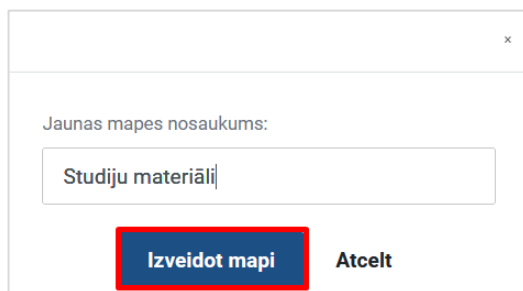 ×
Jaunas mapes nosaukums:
Studiju materiāli
Izveidot mapi Atcelt